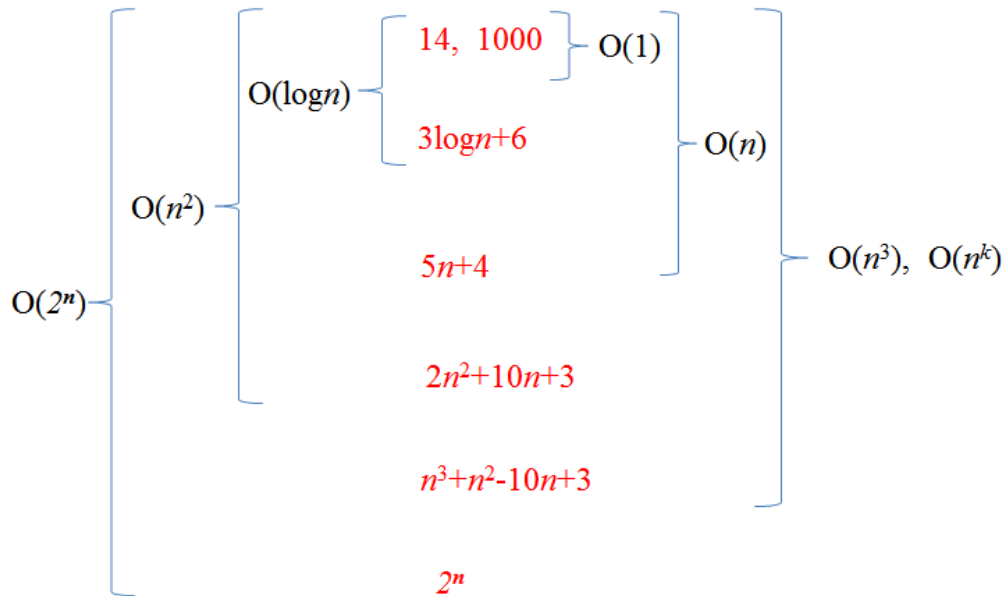 14, 1000
O(1)
O(logn)
3logn+6
O(n)
O(n²)
5n+4
O(n³), O(nᵏ)
O(2ⁿ)
2n²+10n+3
n³+n²-10n+3
2ⁿ